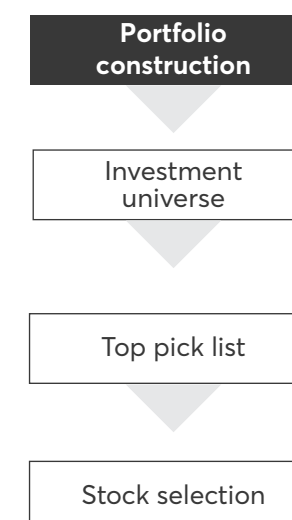 Portfolio
construction
Investment
universe
Top pick list
Stock selection